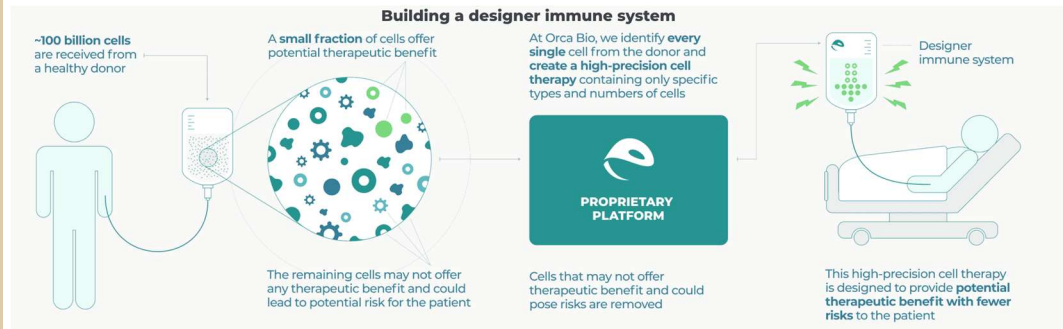 Building a designer immune system
~100 billion cells
are received from
a healthy donor
A small fraction of cells offer
potential therapeutic benefit
The remaining cells may not offer
any therapeutic benefit and could
lead to potential risk for the patient
At Orca Bio, we identify every
single cell from the donor and
create a high-precision cell
therapy containing only specific
types and numbers of cells
PROPRIETARY
PLATFORM
Cells that may not offer
therapeutic benefit and could
pose risks are removed
Designer
immune system
This high-precision cell therapy
is designed to provide potential
therapeutic benefit with fewer
risks to the patient